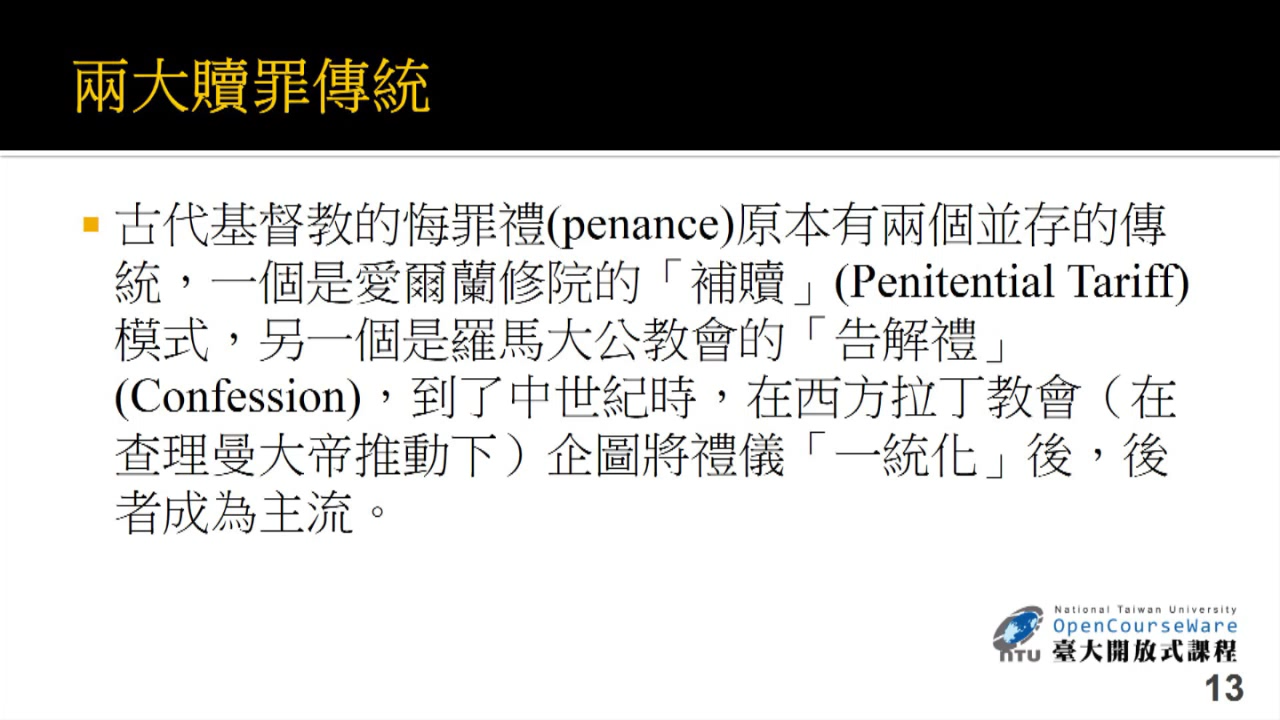 兩大贖罪傳統
古代基督教的悔罪禮(penance)原本有兩個並存的傳
統，一個是愛爾蘭修院的「補贖」(Penitential Tariff)
模式，另一個是羅馬大公教會的「告解禮」
(Confession)，到了中世紀時，在西方拉丁教會（在
查理曼大帝推動下）企圖將禮儀「一統化」後，後
者成為主流。
National Taiwan University
OpenCourseWare
NTU 臺大開放式課程
13